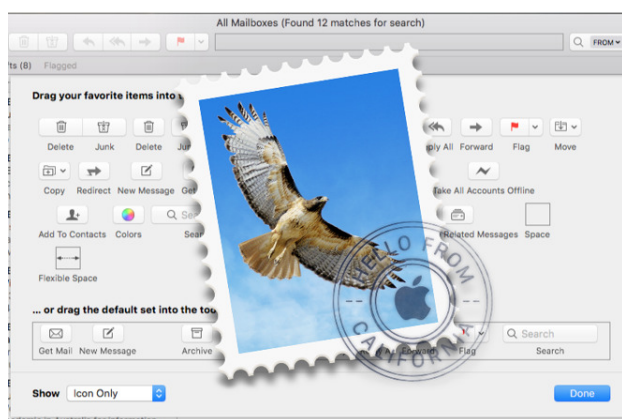 All Mailboxes (Found 12 matches for search)
FROM
(8) Flagged
Drag your favorite items into
Delete Junk Delete All Forward Flag Move
Copy Redirect New Message Take All Accounts Offline
Add To Contacts Colors Related Messages Space
Flexible Space
HELLO FROM
CALIFORNIA
... or drag the default set into the
Search
Get Mail New Message Archive Forward Flag Search
Show Icon Only Done